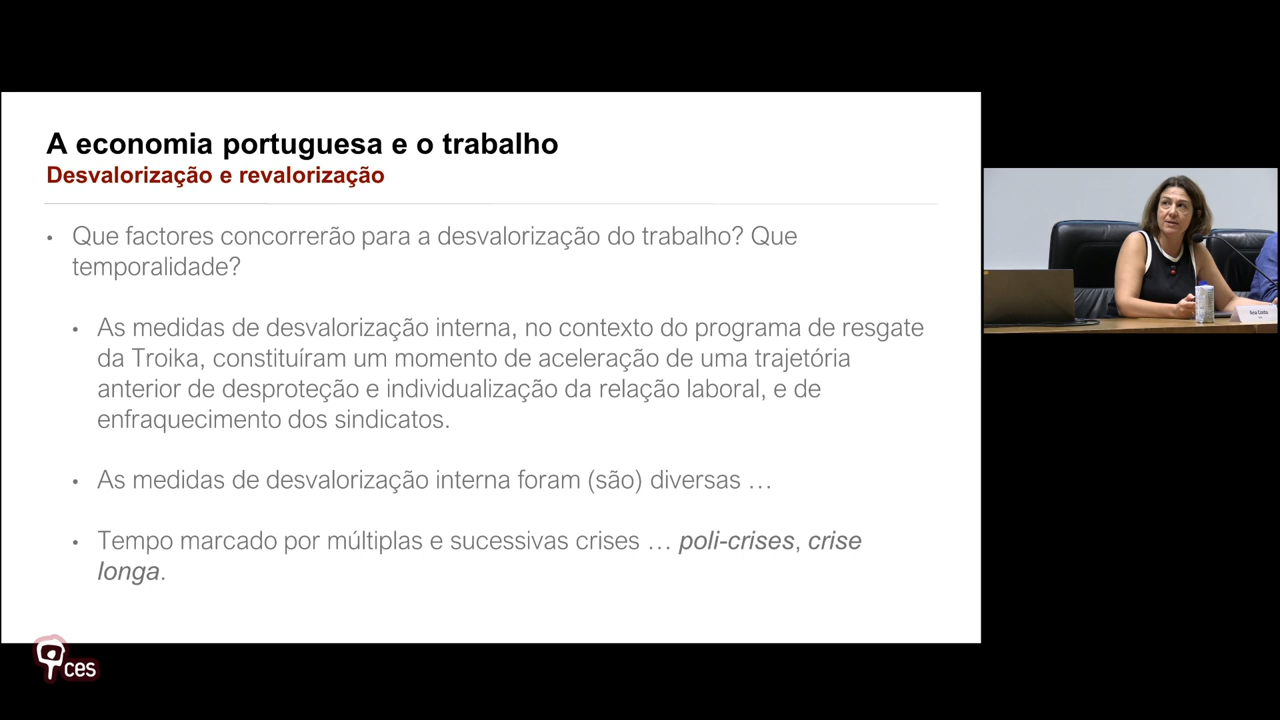 A economia portuguesa e o trabalho
Desvalorização e revalorização
• Que factores concorrerão para a desvalorização do trabalho? Que
temporalidade?
• As medidas de desvalorização interna, no contexto do programa de resgate
da Troika, constituíram um momento de aceleração de uma trajetória
anterior de desproteção e individualização da relação laboral, e de
enfraquecimento dos sindicatos.
• As medidas de desvalorização interna foram (são) diversas …
• Tempo marcado por múltiplas e sucessivas crises … poli-crises, crise
longa.
Ana Costa
ces